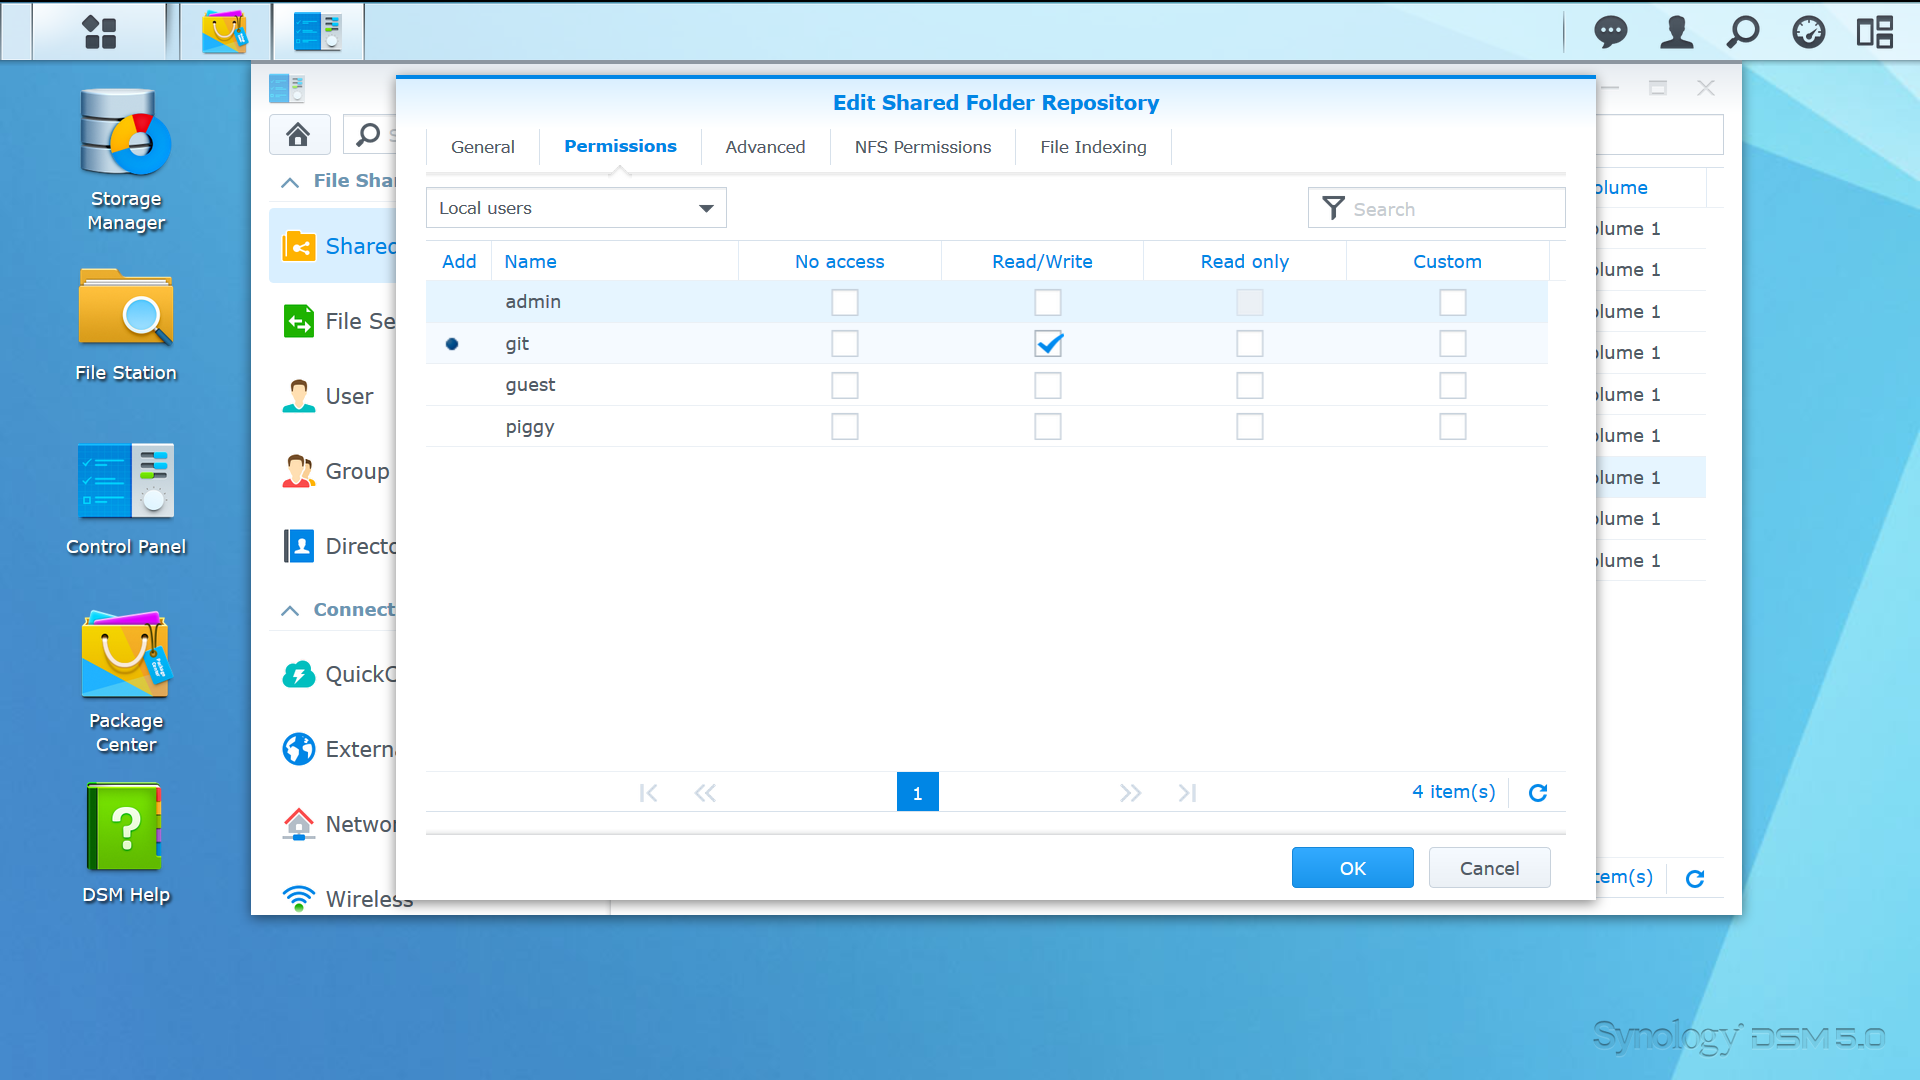 Edit Shared Folder Repository
General
Permissions
Advanced
NFS Permissions
File Indexing
Local users
Search
Add Name No access Read/Write Read only Custom
admin
git
guest
piggy
1
4 item(s)
OK
Cancel
File Sha
Shared
File Se
User
Group
Directo
Connect
QuickC
Externa
Networ
Wireless
olume
olume 1
olume 1
olume 1
olume 1
olume 1
olume 1
olume 1
olume 1
olume 1
tem(s)
Storage
Manager
File Station
Control Panel
Package
Center
DSM Help
Synology DSM 5.0